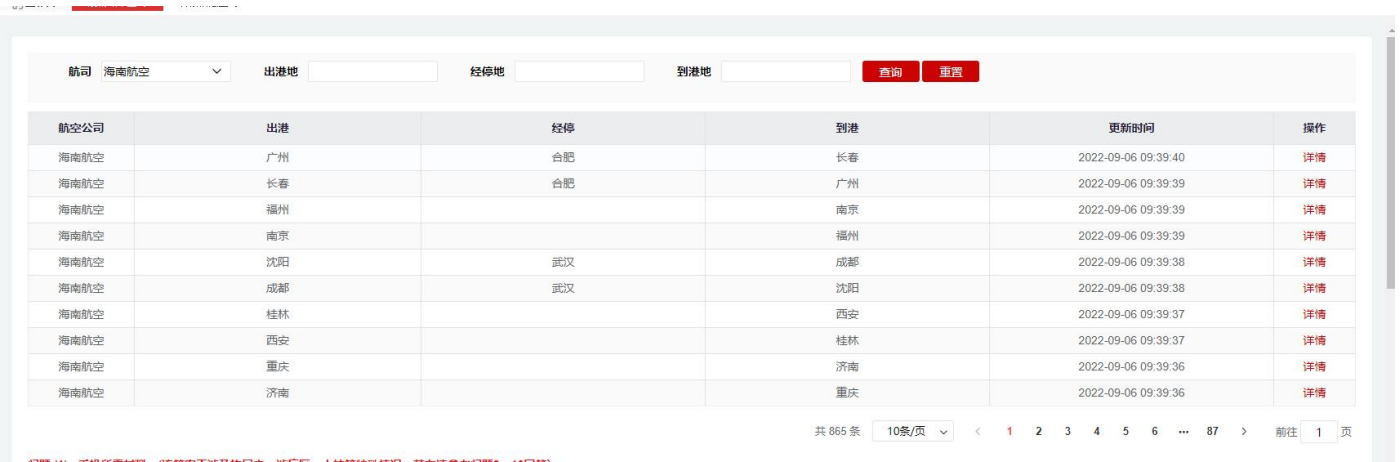 航司 海南航空 出港地 经停地 到港地 查询 重置
航空公司 出港 经停 到港 更新时间 操作
海南航空 广州 合肥 长春 2022-09-06 09:39:40 详情
海南航空 长春 合肥 广州 2022-09-06 09:39:39 详情
海南航空 福州 南京 2022-09-06 09:39:39 详情
海南航空 南京 福州 2022-09-06 09:39:39 详情
海南航空 沈阳 武汉 成都 2022-09-06 09:39:38 详情
海南航空 成都 武汉 沈阳 2022-09-06 09:39:38 详情
海南航空 桂林 西安 2022-09-06 09:39:37 详情
海南航空 西安 桂林 2022-09-06 09:39:37 详情
海南航空 重庆 济南 2022-09-06 09:39:36 详情
海南航空 济南 重庆 2022-09-06 09:39:36 详情
共 865 条 10条/页 < 1 2 3 4 5 6 ··· 87 > 前往 1 页